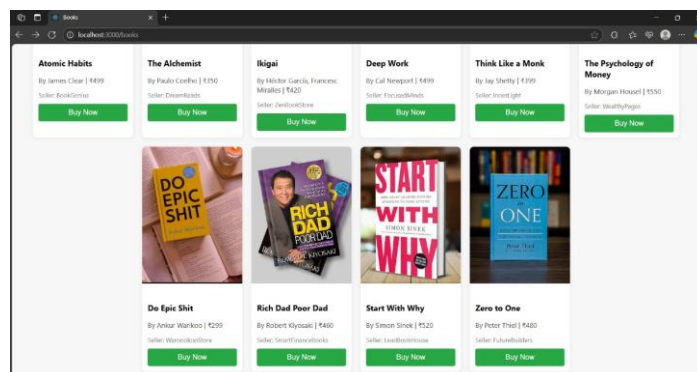 Books
localhost:3000/books
Atomic Habits
By James Clear | ₹499
Seller: BookGenius
Buy Now
The Alchemist
By Paulo Coelho | ₹350
Seller: DreamReads
Buy Now
Ikigai
By Héctor García, Francesc
Miralles | ₹420
Seller: ZenBookStore
Buy Now
Deep Work
By Cal Newport | ₹499
Seller: FocusedMinds
Buy Now
Think Like a Monk
By Jay Shetty | ₹399
Seller: InnerLight
Buy Now
The Psychology of
Money
By Morgan Housel | ₹550
Seller: WealthyPages
Buy Now
DO
EPIC
SHIT
Ankur Warikoo
Do Epic Shit
By Ankur Warikoo | ₹299
Seller: WarikooBookStore
Buy Now
RICH
DAD
POOR DAD
KIYOSAKI
Rich Dad Poor Dad
By Robert Kiyosaki | ₹460
Seller: SmartFinanceBooks
Buy Now
START
WITH
SIMON SINEK
WHY
Start With Why
By Simon Sinek | ₹520
Seller: LeadBookHouse
Buy Now
ZERO
to
ONE
Peter Thiel
Zero to One
By Peter Thiel | ₹480
Seller: FutureBuilders
Buy Now